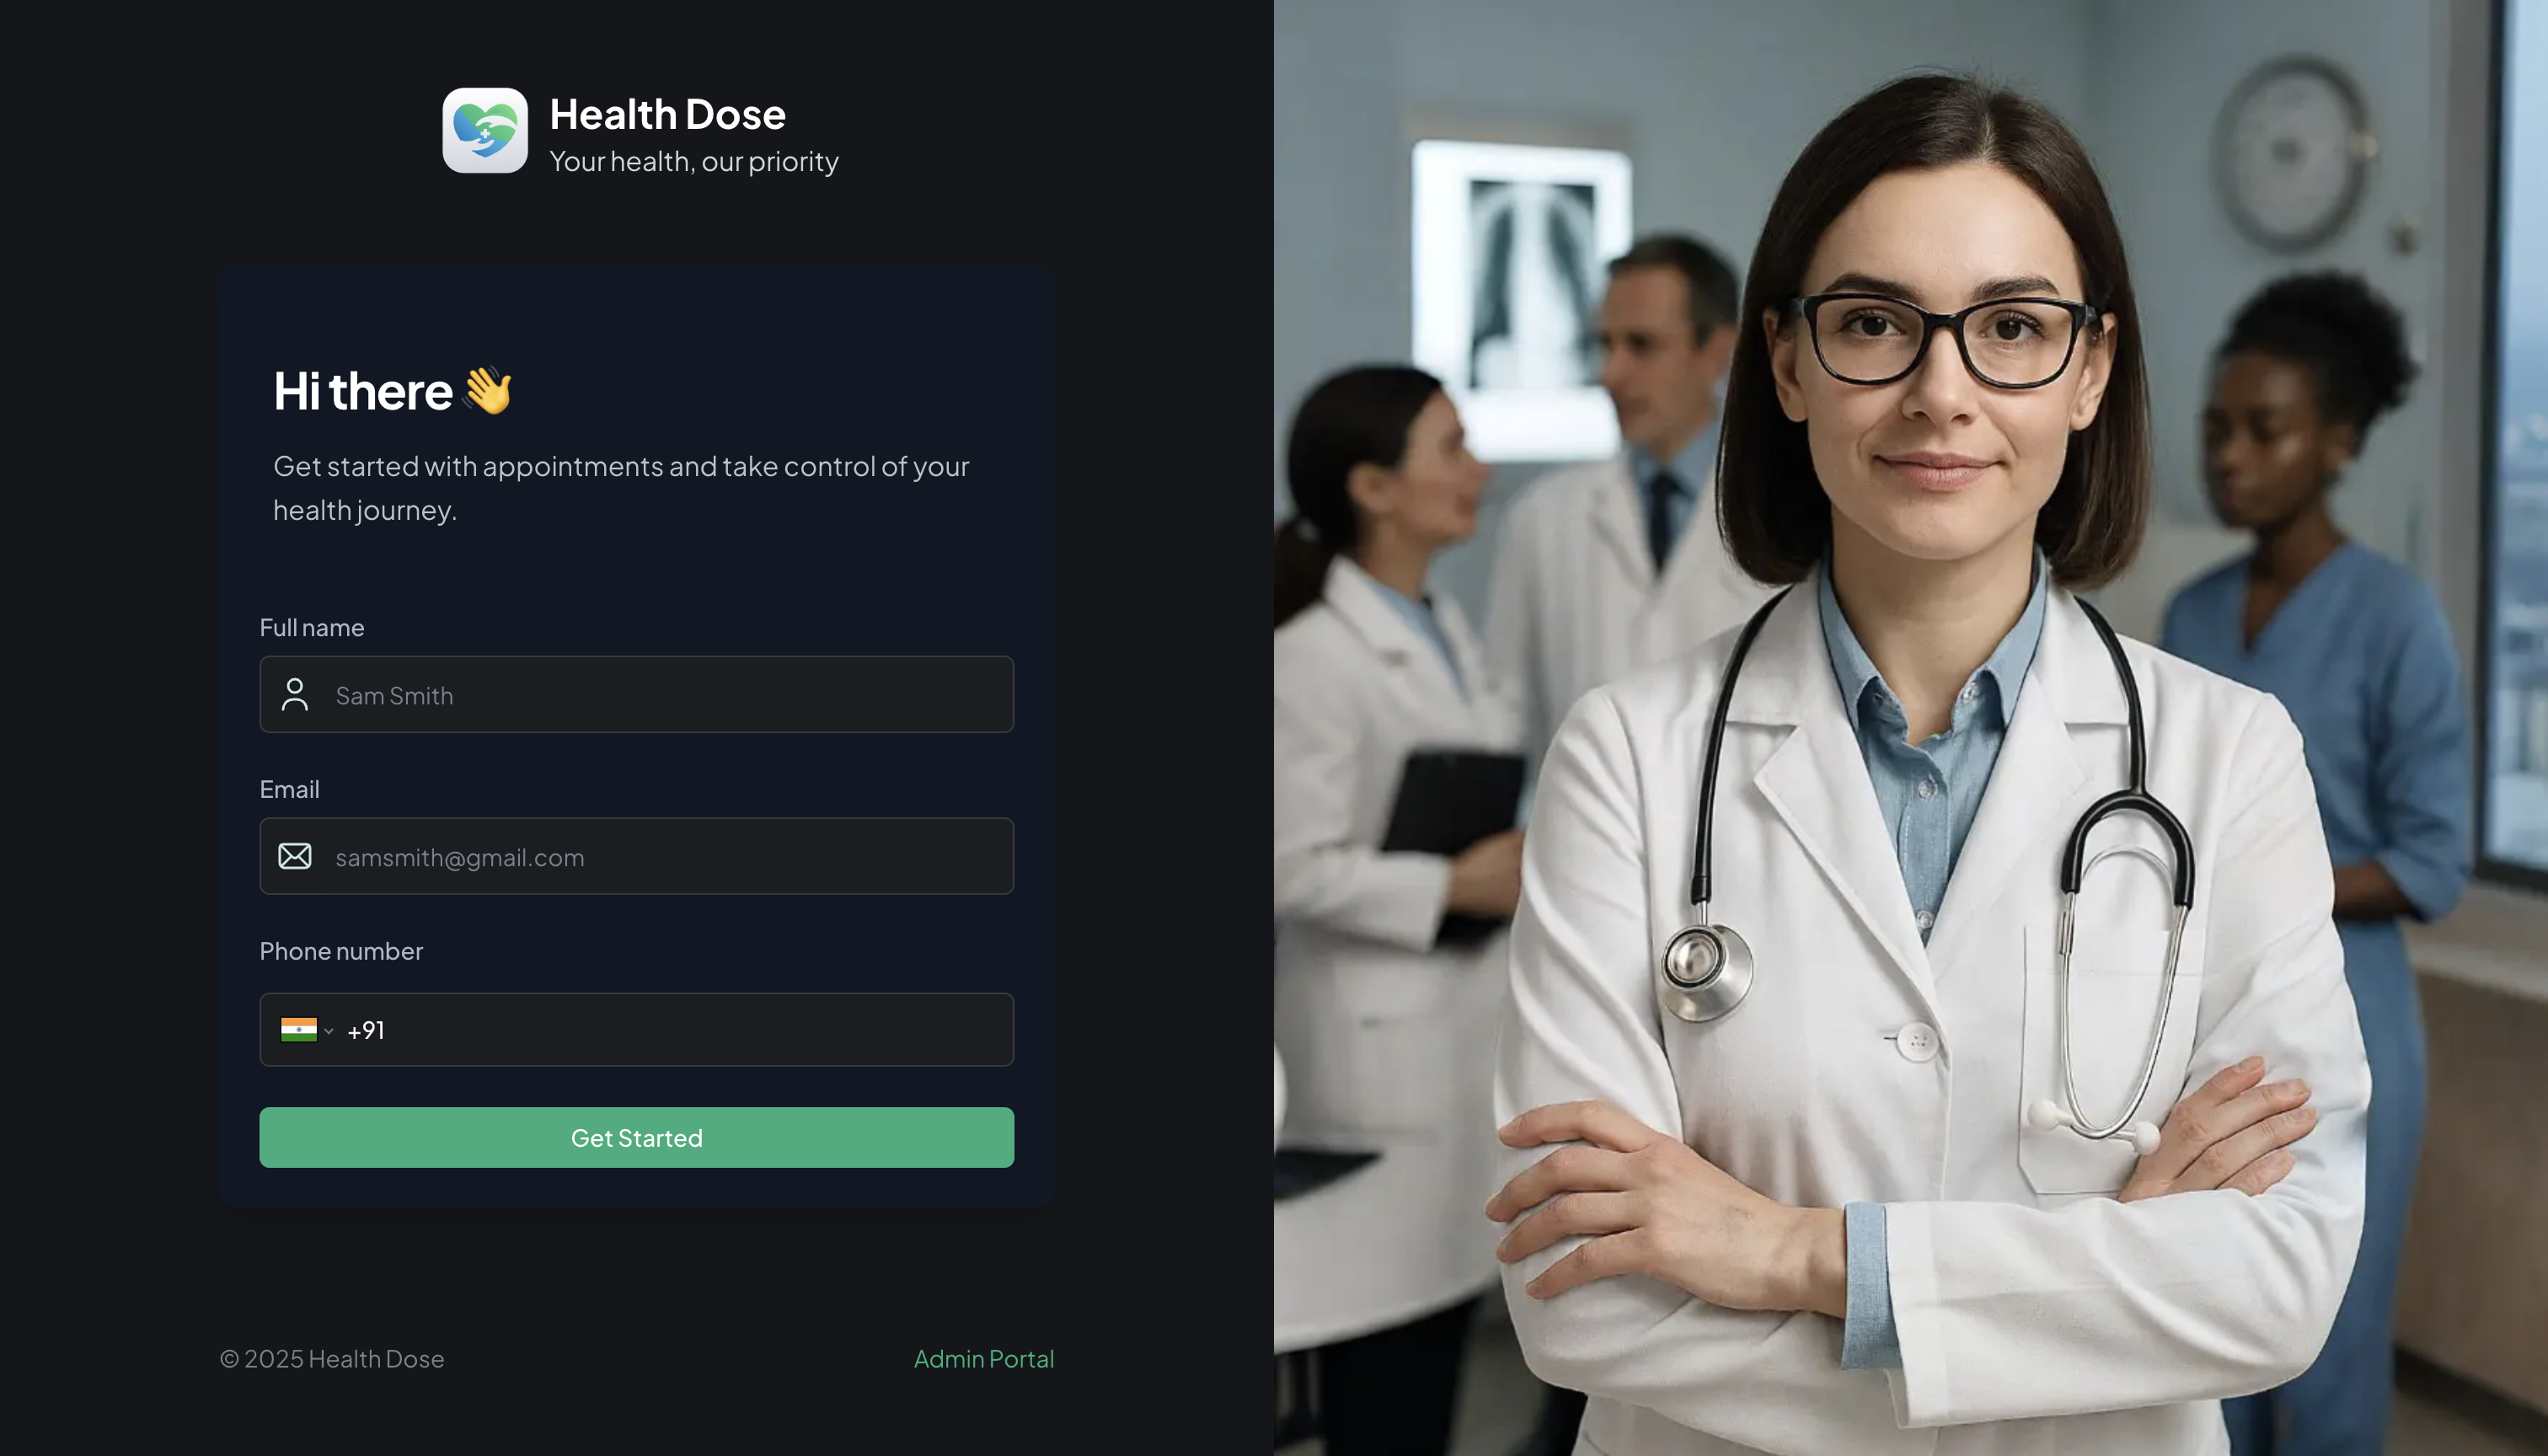 Health Dose
Your health, our priority
Hi there 👋
Get started with appointments and take control of your
health journey.
Full name
Sam Smith
Email
samsmith@gmail.com
Phone number
+91
Get Started
© 2025 Health Dose
Admin Portal